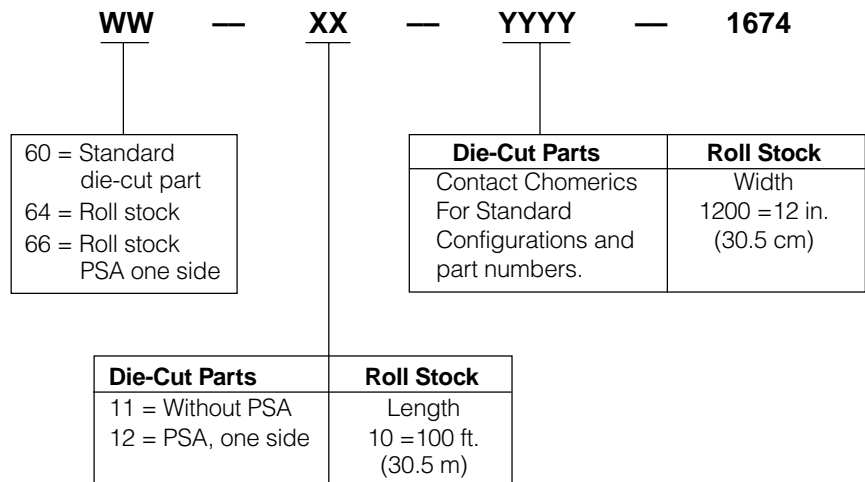 WW — XX — YYYY — 1674
60 = Standard
die-cut part
64 = Roll stock
66 = Roll stock
PSA one side
Die-Cut Parts Roll Stock
Contact Chomerics Width
For Standard 1200 =12 in.
Configurations and (30.5 cm)
part numbers.
Die-Cut Parts Roll Stock
11 = Without PSA Length
12 = PSA, one side 10 =100 ft.
(30.5 m)